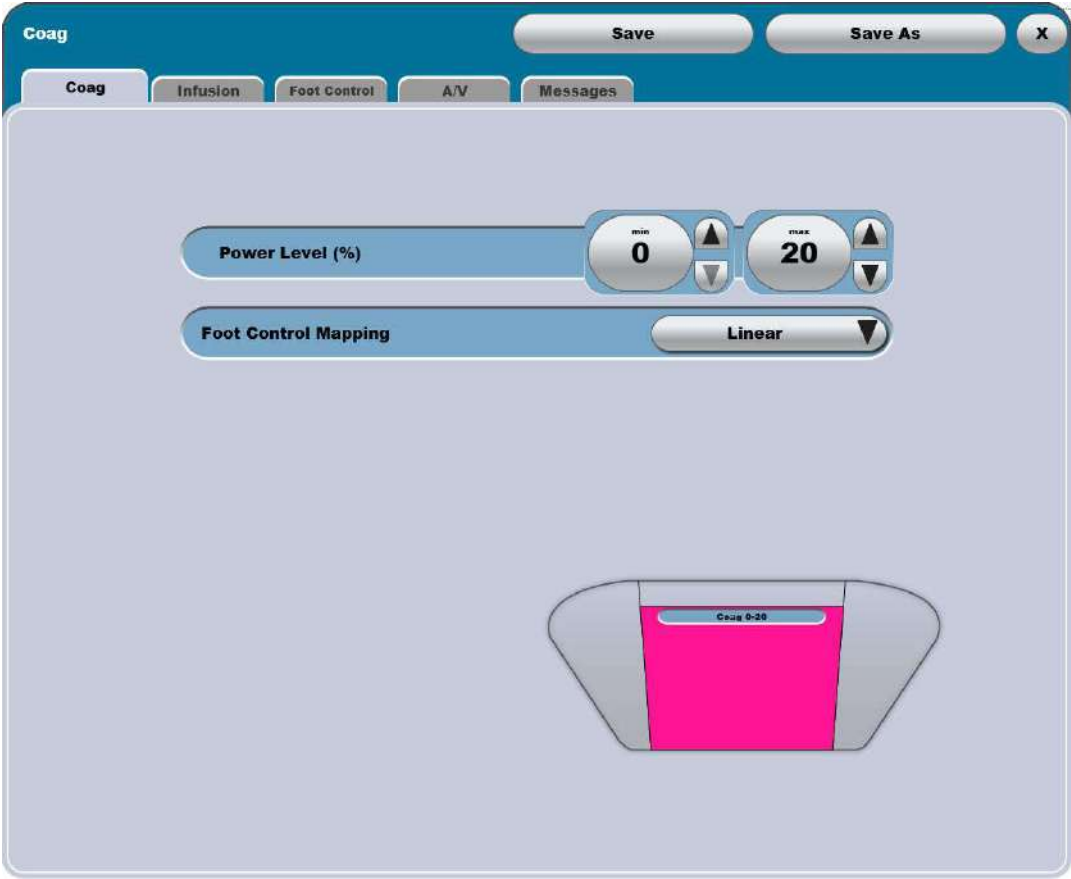 Coag
Save
Save As
X
Coag
Infusion
Foot Control
A/V
Messages
Power Level (%)
min
0
max
20
Foot Control Mapping
Linear
Coag 0-20